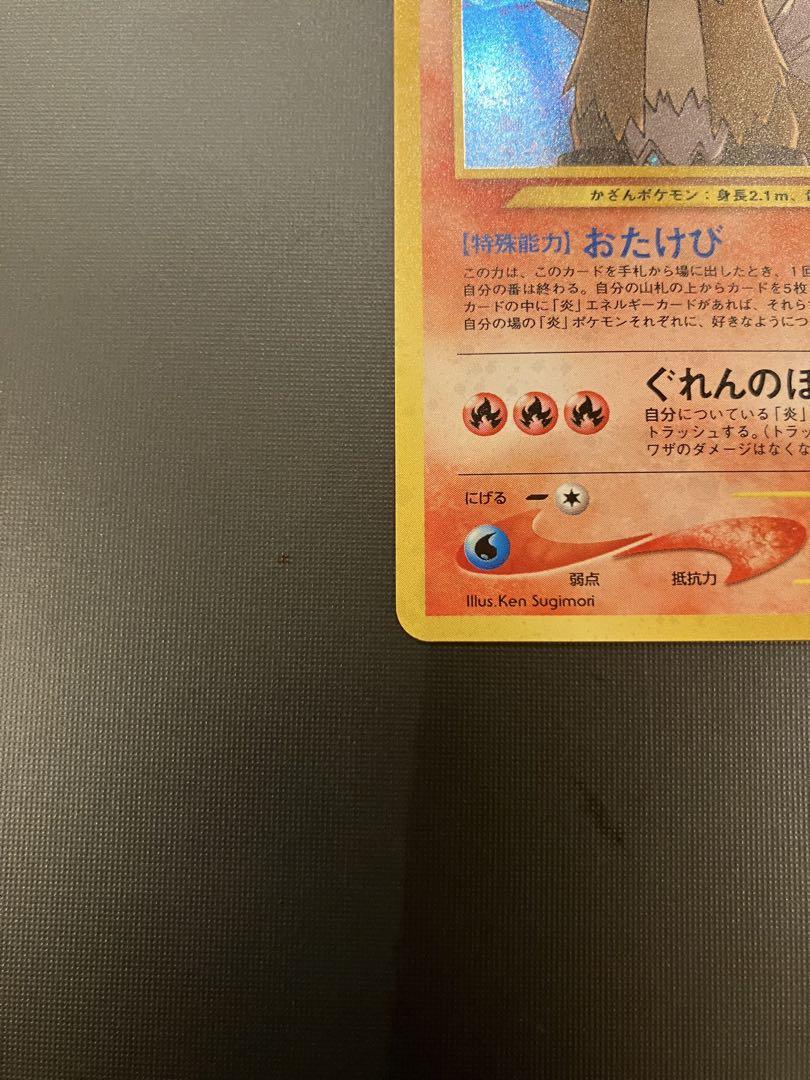 かざんポケモン：身長2.1m、
【特殊能力】おたけび
この力は、このカードを手札から場に出したとき、1回
自分の番は終わる。自分の山札の上からカードを5枚
カードの中に「炎」エネルギーカードがあれば、それら
自分の場の「炎」ポケモンそれぞれに、好きなようにつ
ぐれんのほ
自分についている「炎」
トラッシュする。（トラッ
ワザのダメージはなくな
にげる
弱点 抵抗力
Illus.Ken Sugimori